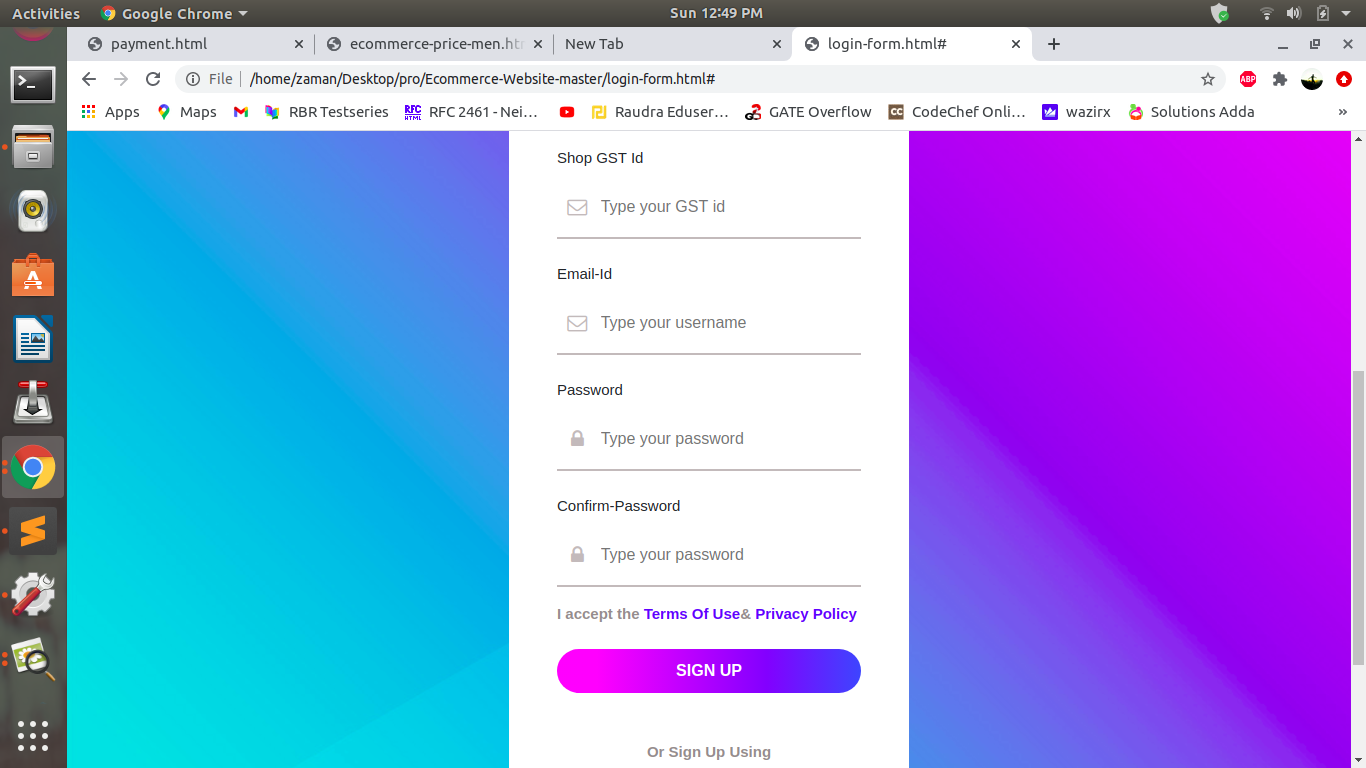 Activities Google Chrome Sun 12:49 PM
payment.html ecommerce-price-men.htm New Tab login-form.html#
File /home/zaman/Desktop/pro/Ecommerce-Website-master/login-form.html# ABP
Apps Maps RBR Testseries RFC HTML RFC 2461 - Nei… Raudra Eduser… GATE Overflow CC CodeChef Onli… wazirx Solutions Adda »
Shop GST Id
Type your GST id
Email-Id
Type your username
Password
Type your password
Confirm-Password
Type your password
I accept the Terms Of Use& Privacy Policy
SIGN UP
Or Sign Up Using